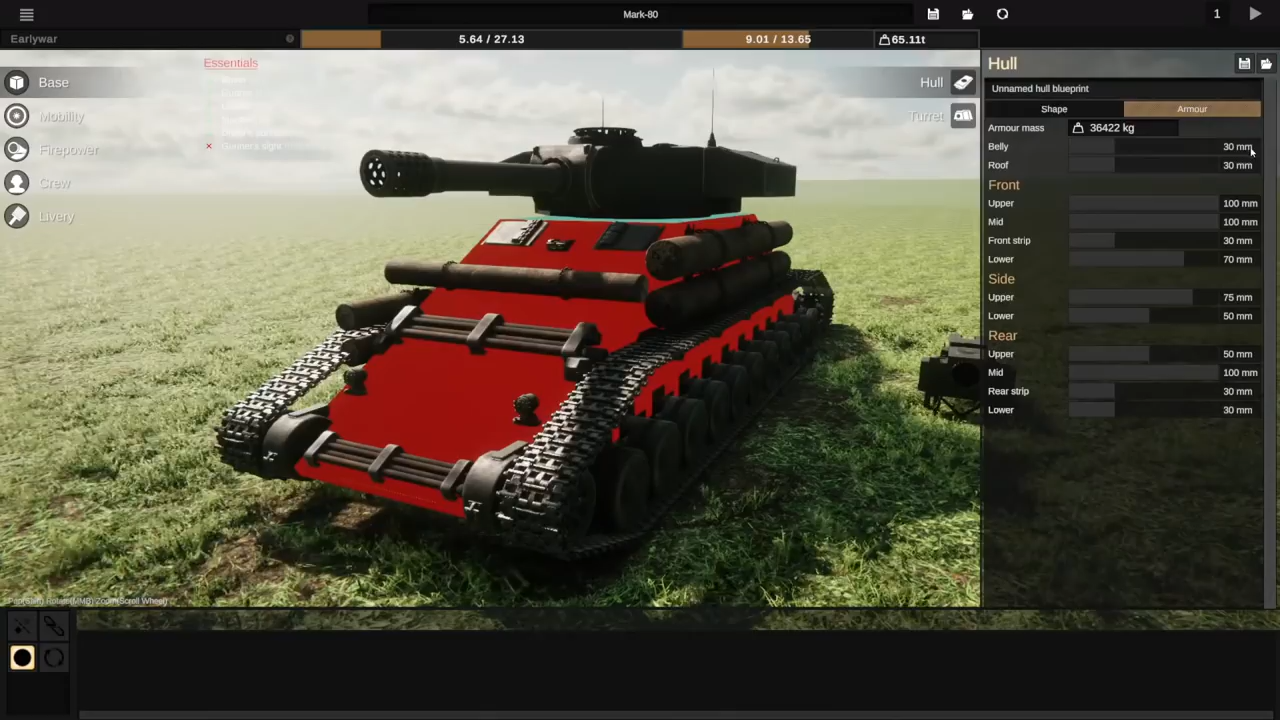 Mark-80
1
Earlywar
5.64 / 27.13
9.01 / 13.65
65.11t
Essentials
Gunner's sight
Base
Mobility
Firepower
Crew
Livery
Hull
Turret
Hull
Unnamed hull blueprint
Shape
Armour
Armour mass
36422 kg
Belly
30 mm
Roof
30 mm
Front
Upper
100 mm
Mid
100 mm
Front strip
30 mm
Lower
70 mm
Side
Upper
75 mm
Lower
50 mm
Rear
Upper
50 mm
Mid
100 mm
Rear strip
30 mm
Lower
30 mm